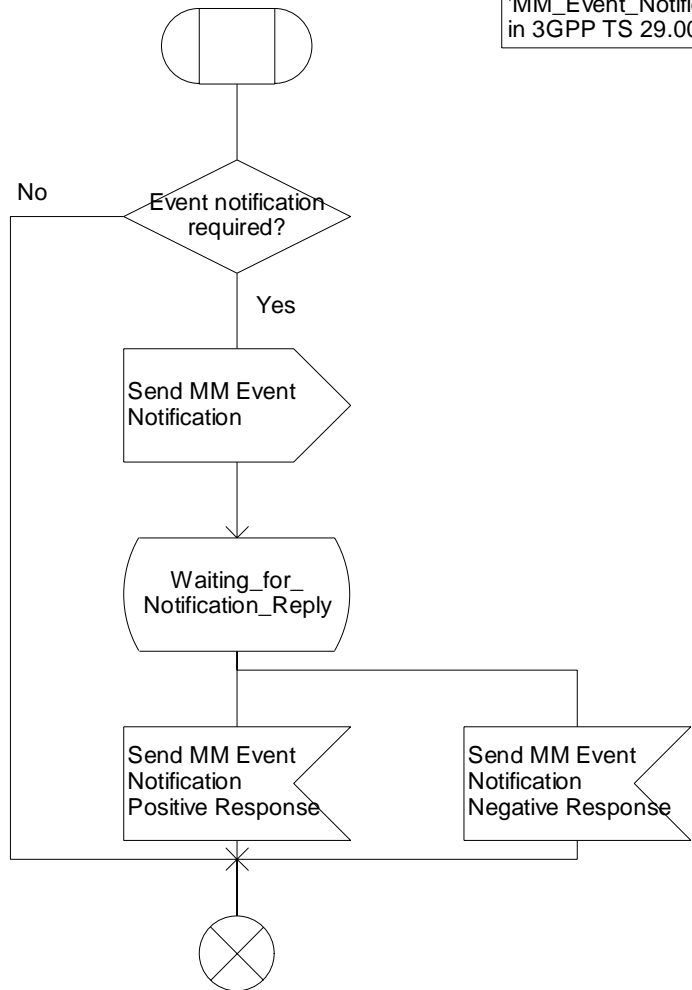 'MM_Event_Notific
in 3GPP TS 29.00
No
Event notification
required?
Yes
Send MM Event
Notification
Waiting_for_
Notification_Reply
Send MM Event
Notification
Positive Response
Send MM Event
Notification
Negative Response